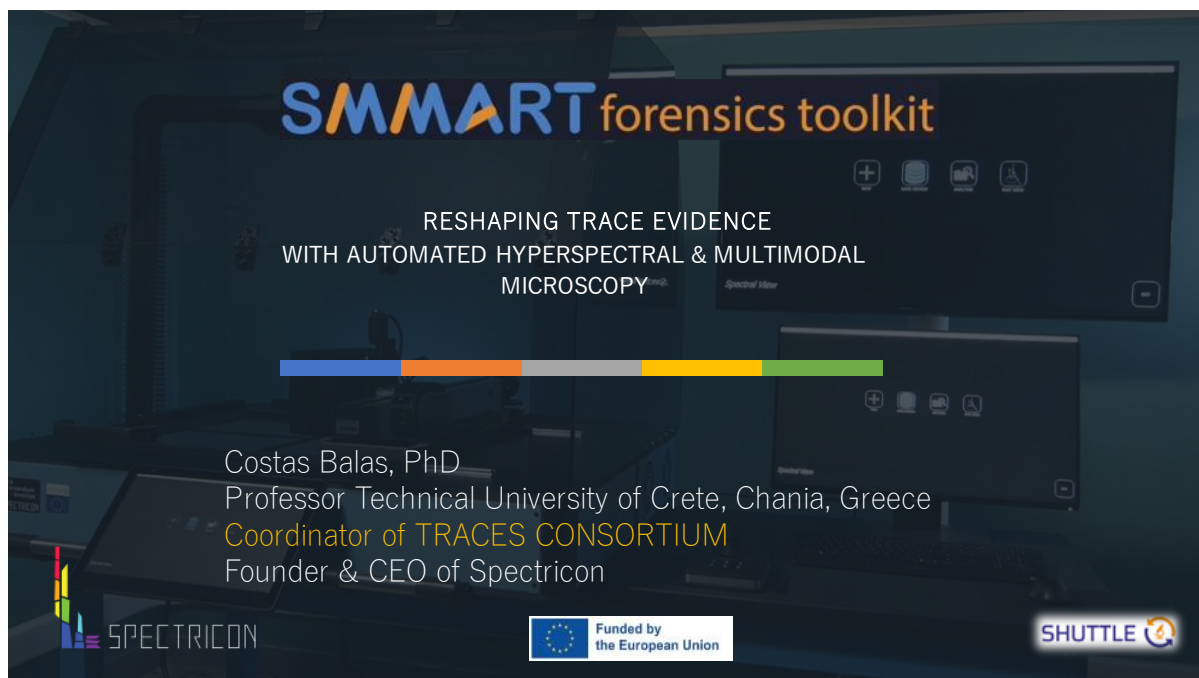 SMMART forensics toolkit
RESHAPING TRACE EVIDENCE
WITH AUTOMATED HYPERSPECTRAL & MULTIMODAL
MICROSCOPY
Spectral View
Spectral View
Costas Balas, PhD
Professor Technical University of Crete, Chania, Greece
Coordinator of TRACES CONSORTIUM
Founder & CEO of Spectricon
SPECTRICON
Funded by
the European Union
SHUTTLE